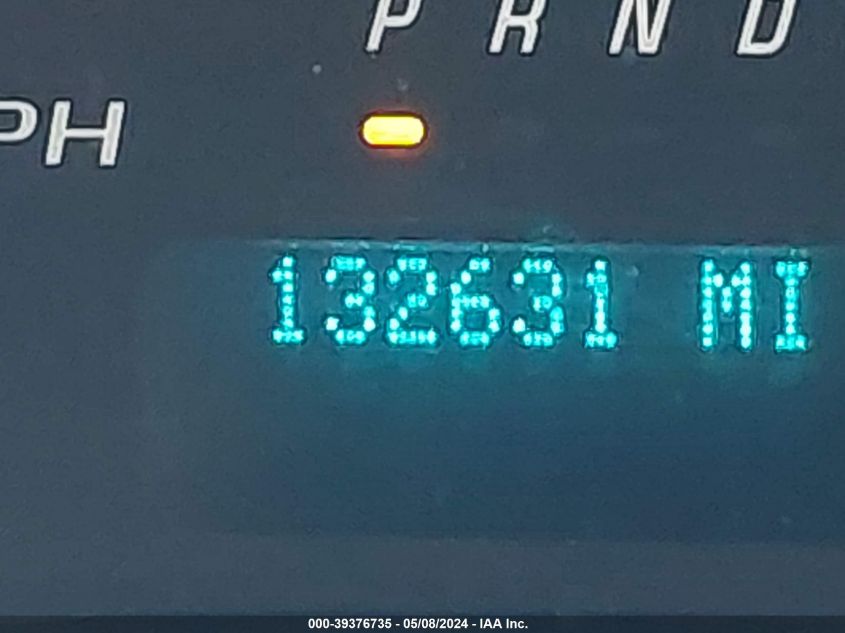 P R N D
PH
132631 MI
000-39376735 - 05/08/2024 - IAA Inc.